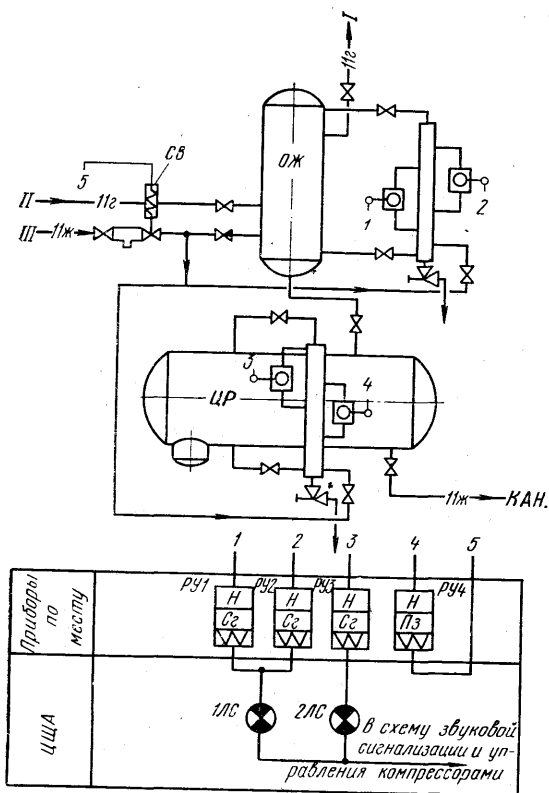 I
11г
ОЖ
СВ
5
II 11г
III 11ж
1
2
3
4
ЦР
11ж КАН.
1 2 3 4 5
Приборы по месту
РУ1 РУ2 РУ3 РУ4
Н Н Н Н
Сг Сг Сг Пз
ЦЩА
1ЛС 2ЛС
В схему звуковой
сигнализации и уп-
равления компрессорами